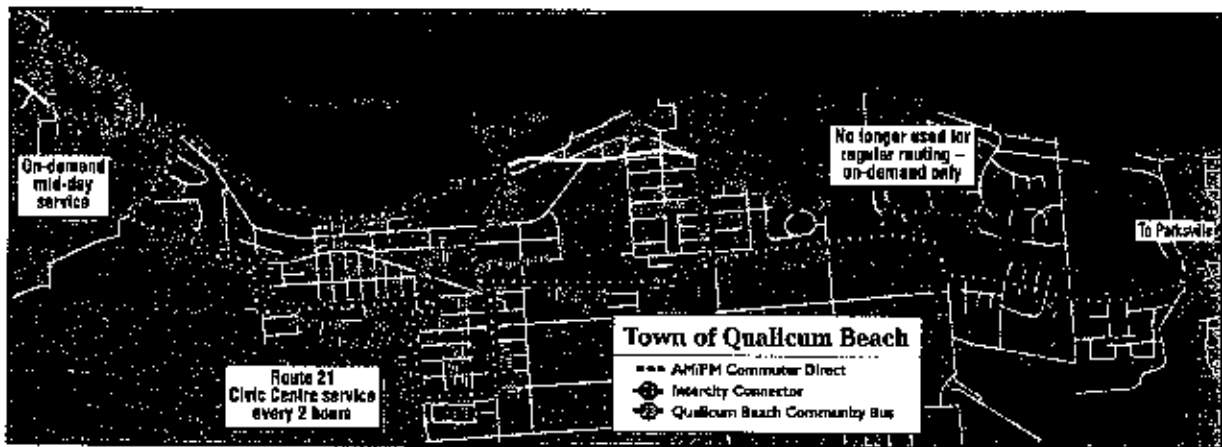 On-demand
mid-day
service
No longer used for
regular routing –
on-demand only
To Parksville
Route 21
Civic Centre service
every 2 hours
Town of Qualicum Beach
AM/PM Commuter Direct
Intercity Connector
Qualicum Beach Community Bus